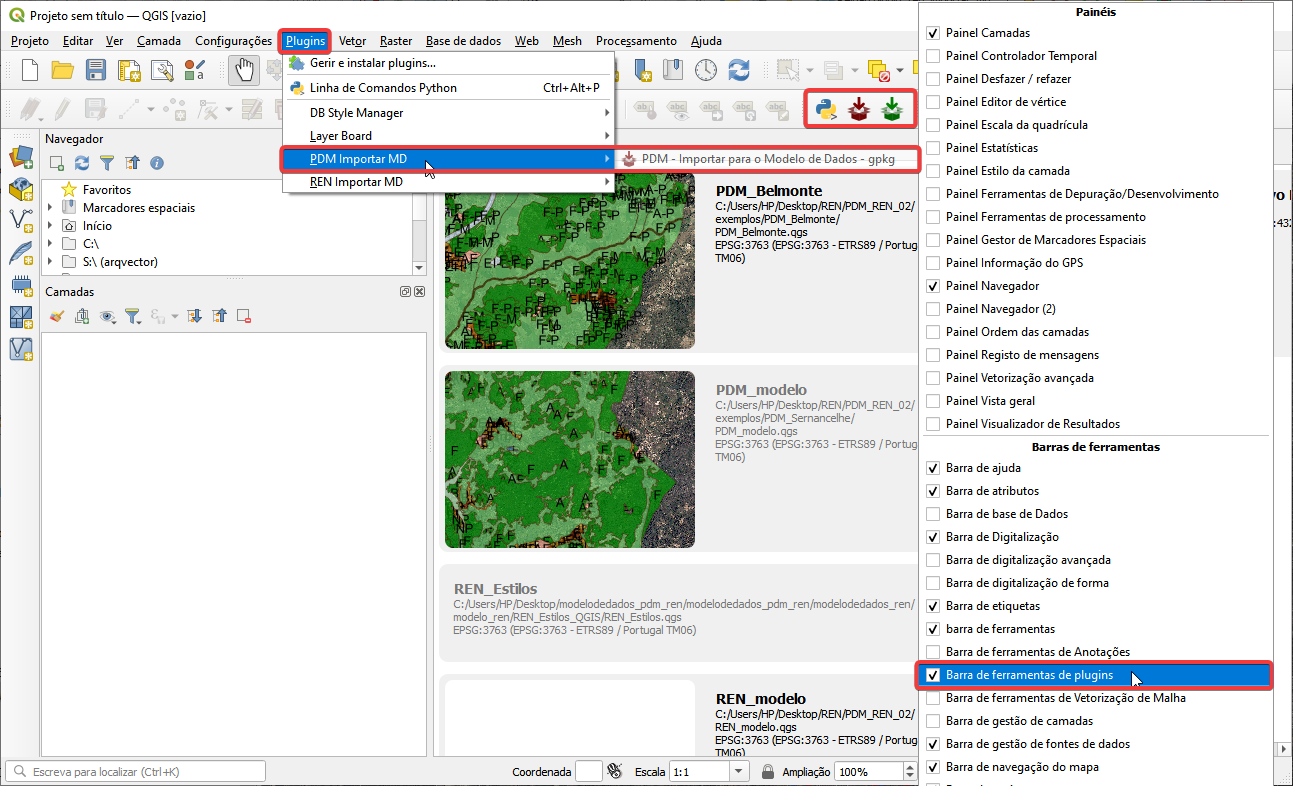 Projeto sem título — QGIS [vazio]
Projeto Editar Ver Camada Configurações Plugins Vetor Raster Base de dados Web Mesh Processamento Ajuda
Gerir e instalar plugins...
Linha de Comandos Python Ctrl+Alt+P
DB Style Manager
Layer Board
PDM Importar MD
PDM - Importar para o Modelo de Dados - gpkg
REN Importar MD
Navegador
Favoritos
Marcadores espaciais
Início
C:\
S:\ (arqvector)
Camadas
PDM_Belmonte
C:/Users/HP/Desktop/REN/PDM_REN_02/
exemplos/PDM_Belmonte/
PDM_Belmonte.qgs
EPSG:3763 (EPSG:3763 - ETRS89 / Portugal
TM06)
PDM_modelo
C:/Users/HP/Desktop/REN/PDM_REN_02/
exemplos/PDM_Sernancelhe/
PDM_modelo.qgs
EPSG:3763 (EPSG:3763 - ETRS89 / Portugal
TM06)
REN_Estilos
C:/Users/HP/Desktop/modelodedados_pdm_ren/modelodedados_pdm_ren/modelodedados_ren/
modelo_ren/REN_Estilos_QGIS/REN_Estilos.qgs
EPSG:3763 (EPSG:3763 - ETRS89 / Portugal TM06)
REN_modelo
C:/Users/HP/Desktop/REN/PDM_REN_02/
REN_modelo.qgs
EPSG:3763 (EPSG:3763 - ETRS89 / Portugal
TM06)
Painéis
Painel Camadas
Painel Controlador Temporal
Painel Desfazer / refazer
Painel Editor de vértice
Painel Escala da quadrícula
Painel Estatísticas
Painel Estilo da camada
Painel Ferramentas de Depuração/Desenvolvimento
Painel Ferramentas de processamento
Painel Gestor de Marcadores Espaciais
Painel Informação do GPS
Painel Navegador
Painel Navegador (2)
Painel Ordem das camadas
Painel Registo de mensagens
Painel Vetorização avançada
Painel Vista geral
Painel Visualizador de Resultados
Barras de ferramentas
Barra de ajuda
Barra de atributos
Barra de base de Dados
Barra de Digitalização
Barra de digitalização avançada
Barra de digitalização de forma
Barra de etiquetas
barra de ferramentas
Barra de ferramentas de Anotações
Barra de ferramentas de plugins
Barra de ferramentas de Vetorização de Malha
Barra de gestão de camadas
Barra de gestão de fontes de dados
Barra de navegação do mapa
Escreva para localizar (Ctrl+K)
Coordenada
Escala 1:1
Ampliação 100%